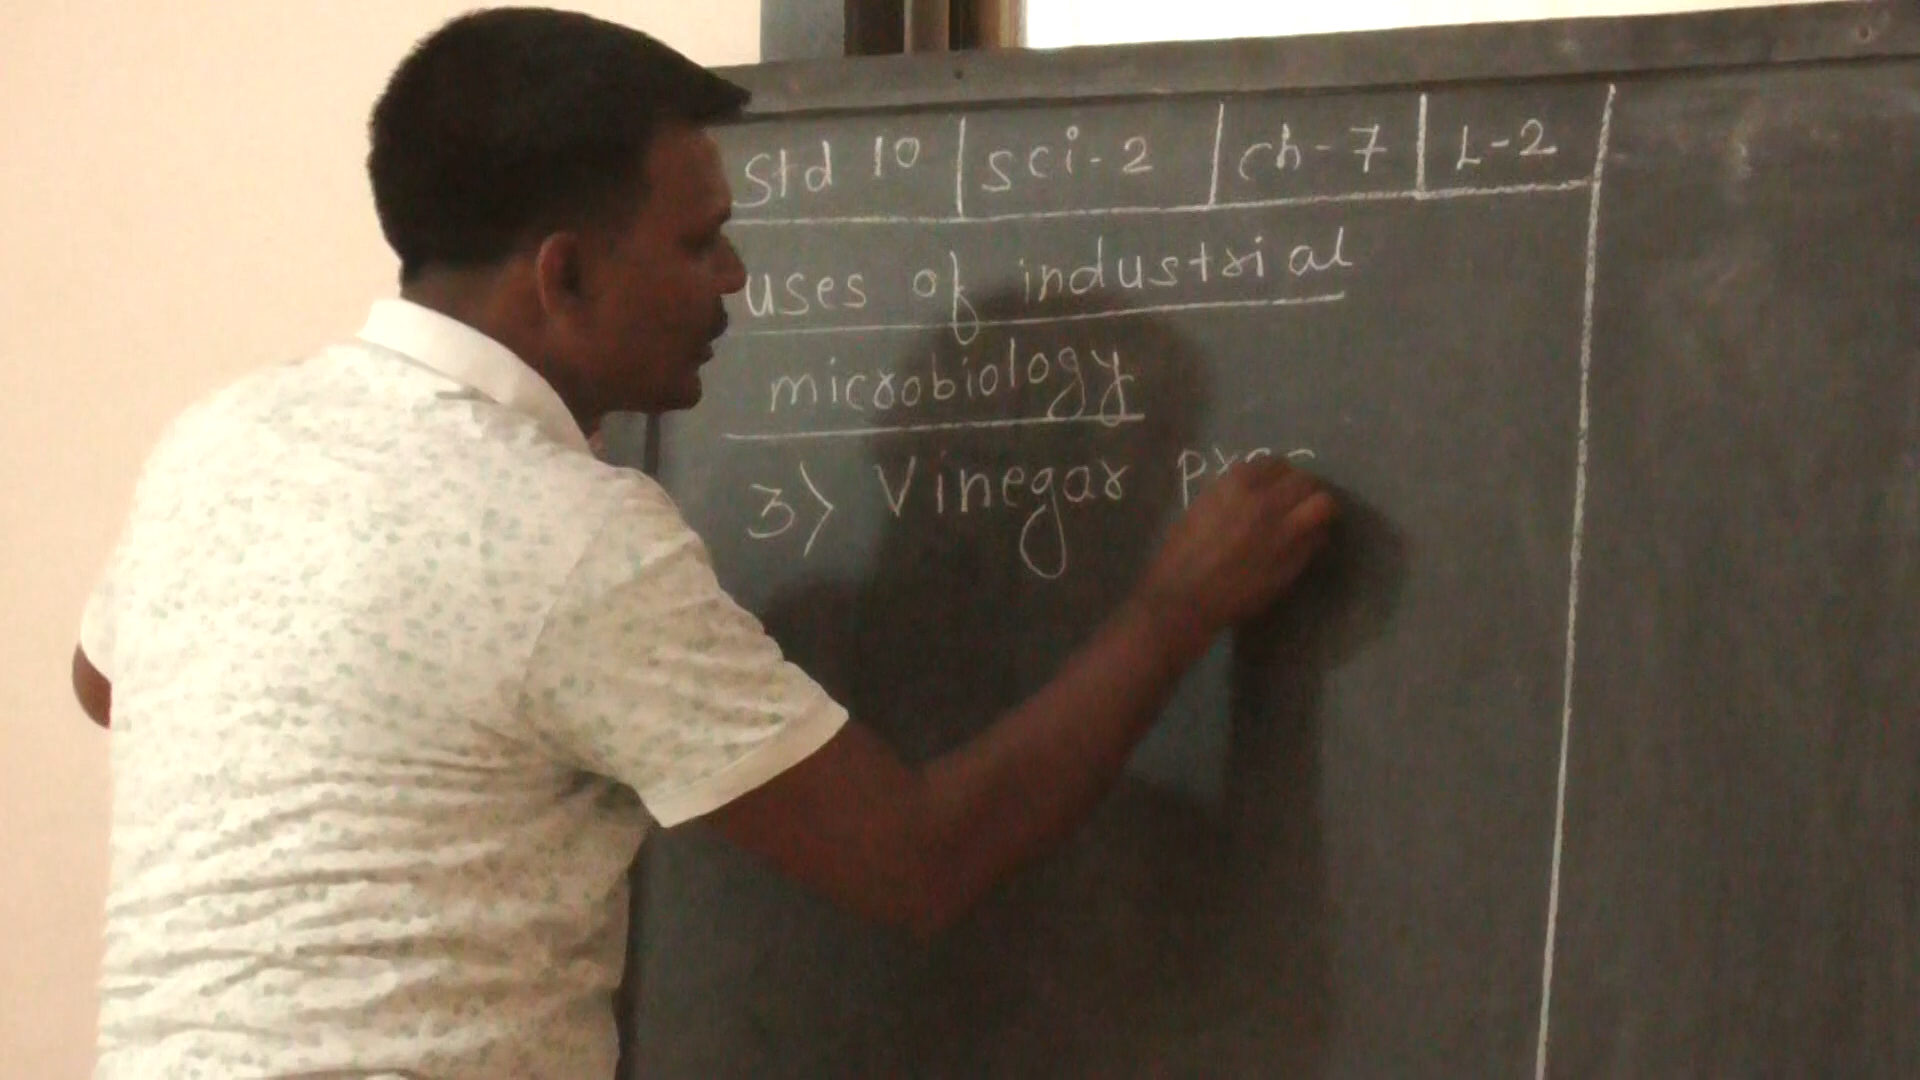 Std 10 | sci-2 | ch-7 | L-2
uses of industrial
microbiology
3) Vinegar